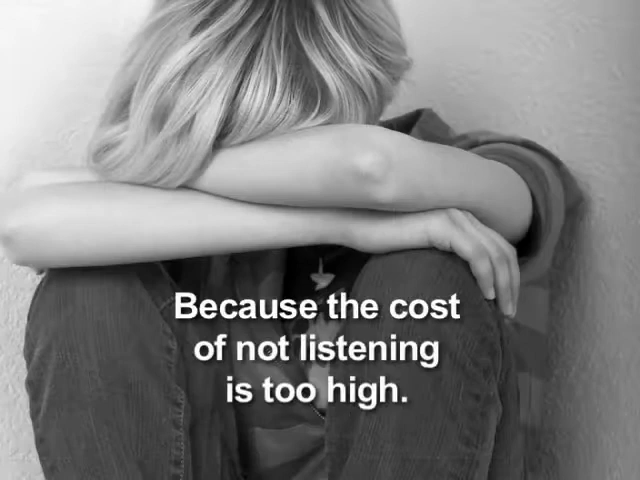 Because the cost
of not listening
is too high.